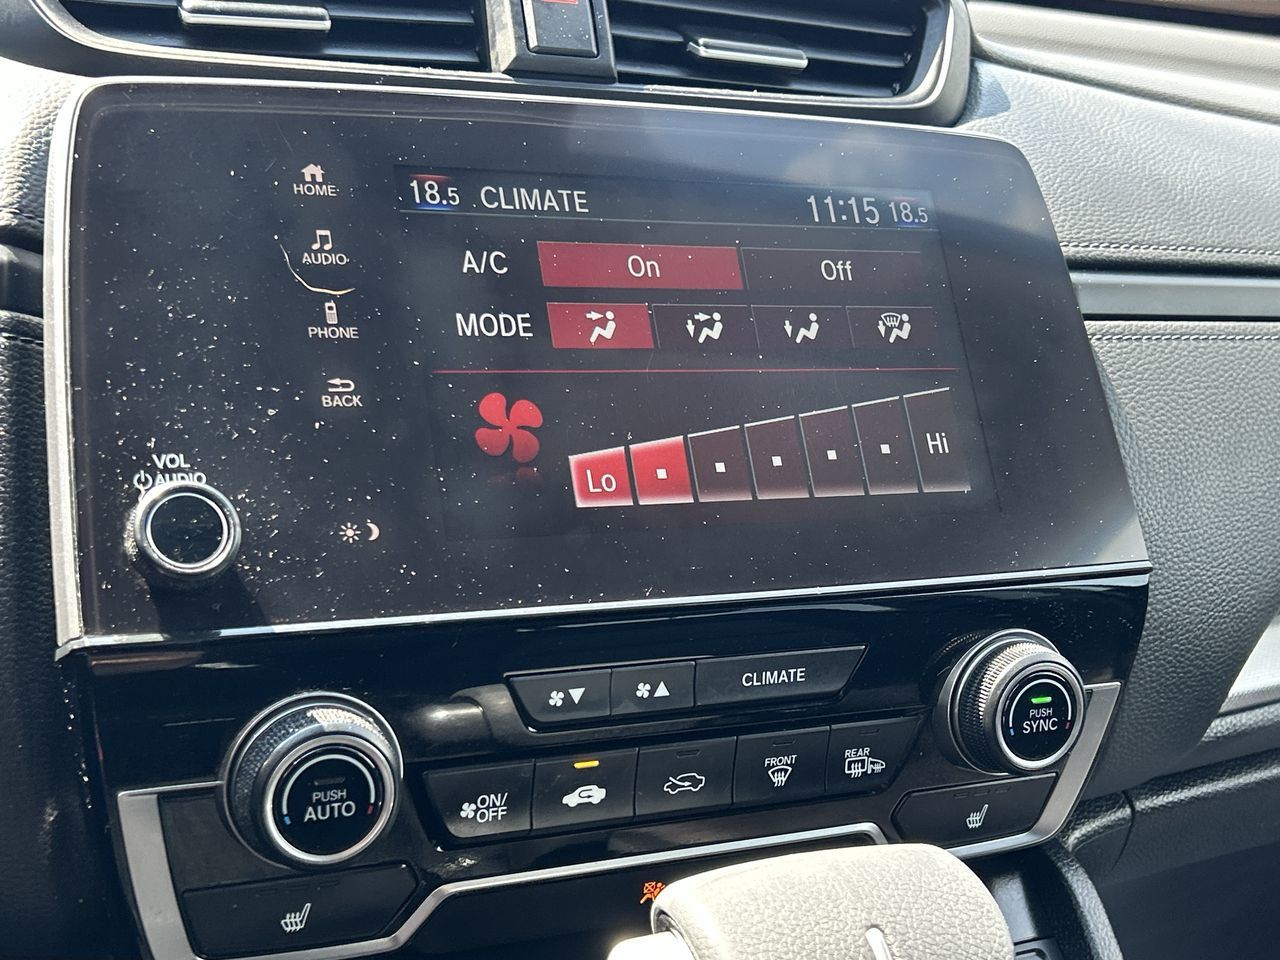 HOME
AUDIO
PHONE
BACK
VOL
AUDIO
18.5 CLIMATE 11:15 18.5
A/C On Off
MODE
Lo Hi
CLIMATE
PUSH
AUTO
ON/
OFF
FRONT
REAR
PUSH
SYNC